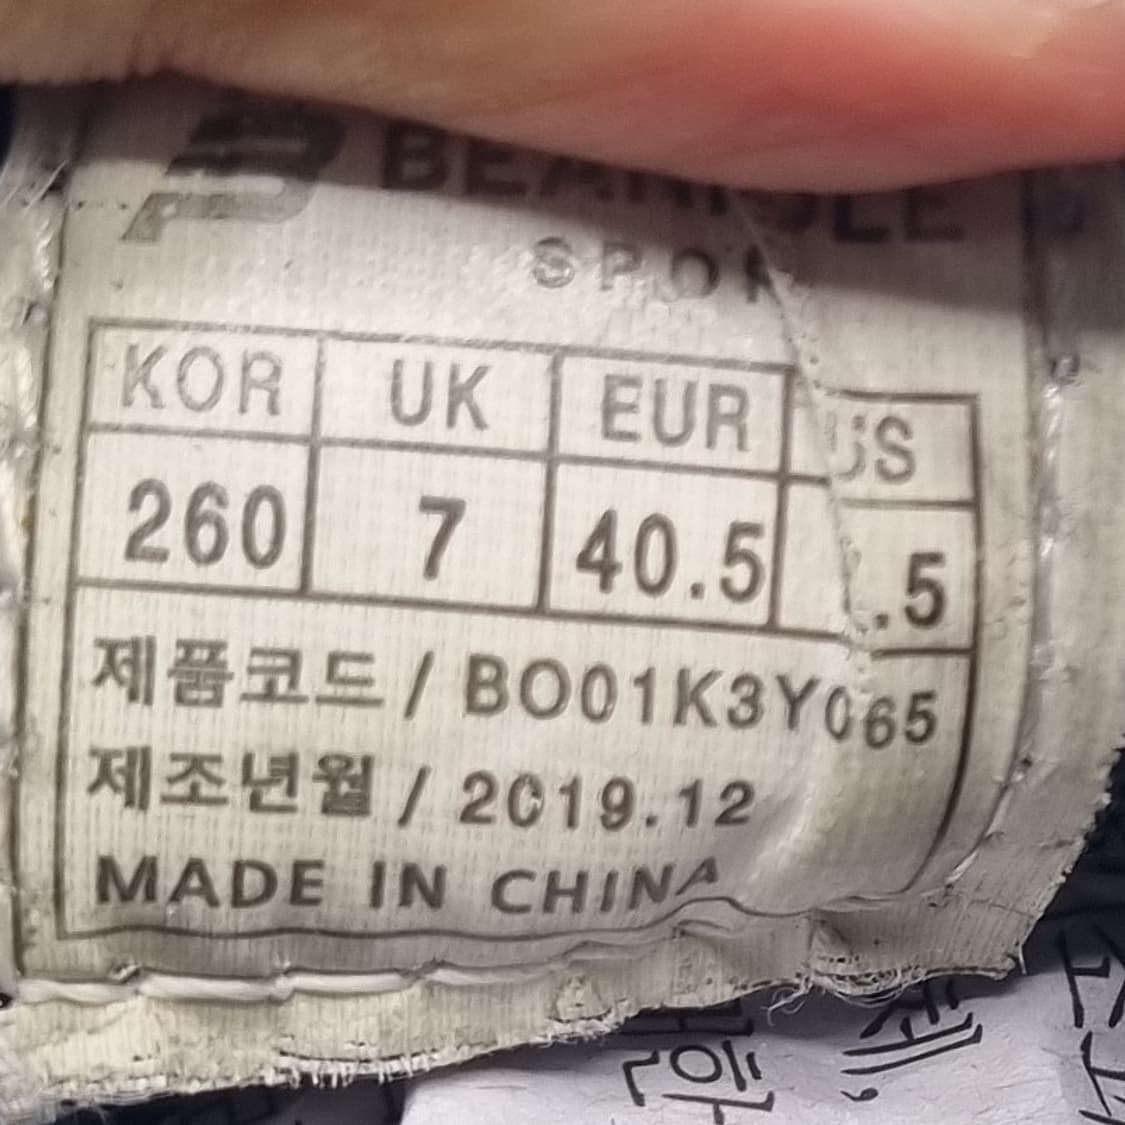 KOR UK EUR US
260 7 40.5 .5
제품코드 / BO01K3Y065
제조년월 / 2019.12
MADE IN CHINA